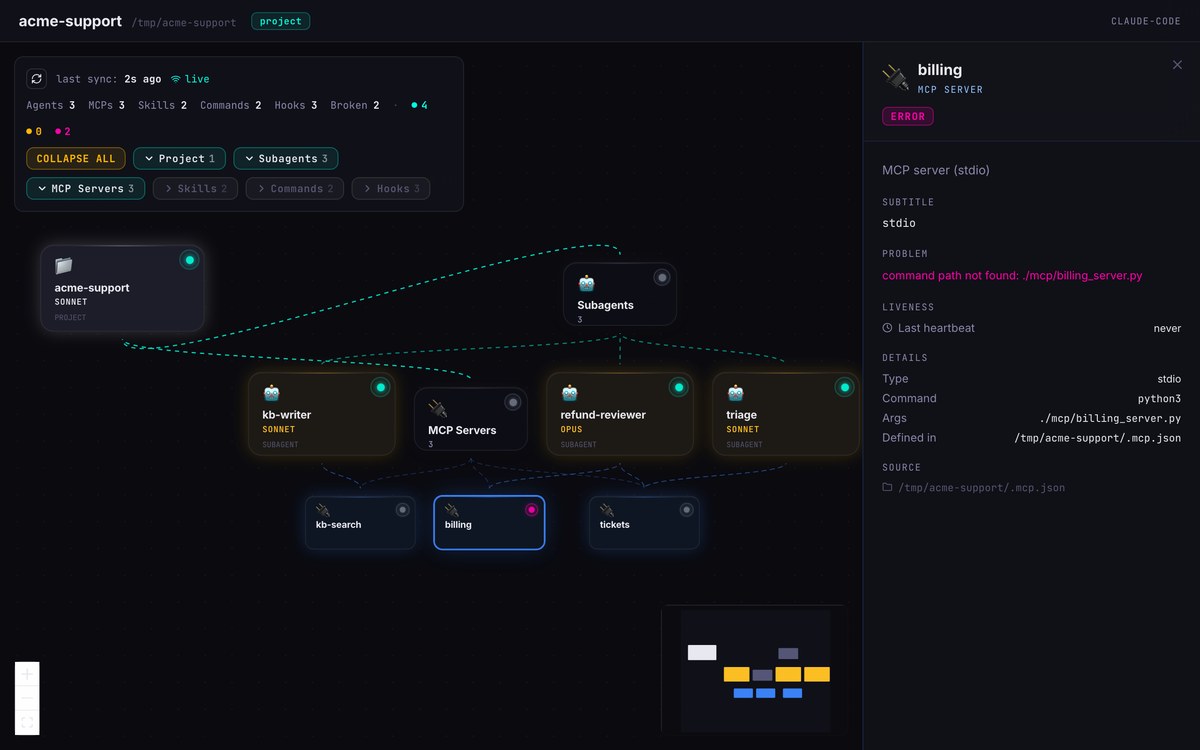 acme-support /tmp/acme-support project CLAUDE-CODE
last sync: 2s ago live
Agents 3 MCPs 3 Skills 2 Commands 2 Hooks 3 Broken 2 · 4
0 2
COLLAPSE ALL Project 1 Subagents 3
MCP Servers 3 Skills 2 Commands 2 Hooks 3
acme-support
SONNET
PROJECT
Subagents
3
kb-writer
SONNET
SUBAGENT
MCP Servers
3
refund-reviewer
OPUS
SUBAGENT
triage
SONNET
SUBAGENT
kb-search
billing
tickets
billing
MCP SERVER
ERROR
MCP server (stdio)
SUBTITLE
stdio
PROBLEM
command path not found: ./mcp/billing_server.py
LIVENESS
Last heartbeat never
DETAILS
Type stdio
Command python3
Args ./mcp/billing_server.py
Defined in /tmp/acme-support/.mcp.json
SOURCE
/tmp/acme-support/.mcp.json